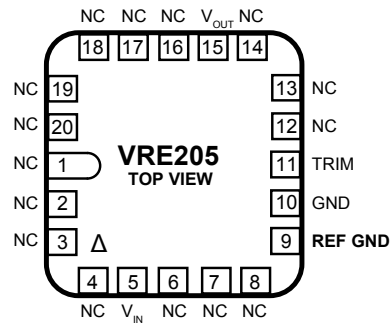 NC NC NC VOUT NC
18 17 16 15 14
NC 19 13 NC
NC 20 12 NC
NC 1 VRE205 11 TRIM
TOP VIEW
NC 2 10 GND
NC 3 Δ 9 REF GND
4 5 6 7 8
NC VIN NC NC NC